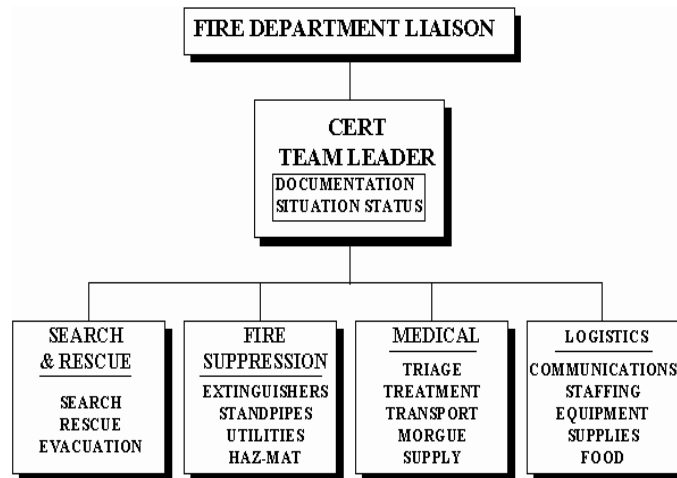 FIRE DEPARTMENT LIAISON
CERT
TEAM LEADER
DOCUMENTATION
SITUATION STATUS
SEARCH
& RESCUE
SEARCH
RESCUE
EVACUATION
FIRE
SUPPRESSION
EXTINGUISHERS
STANDPIPES
UTILITIES
HAZ-MAT
MEDICAL
TRIAGE
TREATMENT
TRANSPORT
MORGUE
SUPPLY
LOGISTICS
COMMUNICATIONS
STAFFING
EQUIPMENT
SUPPLIES
FOOD